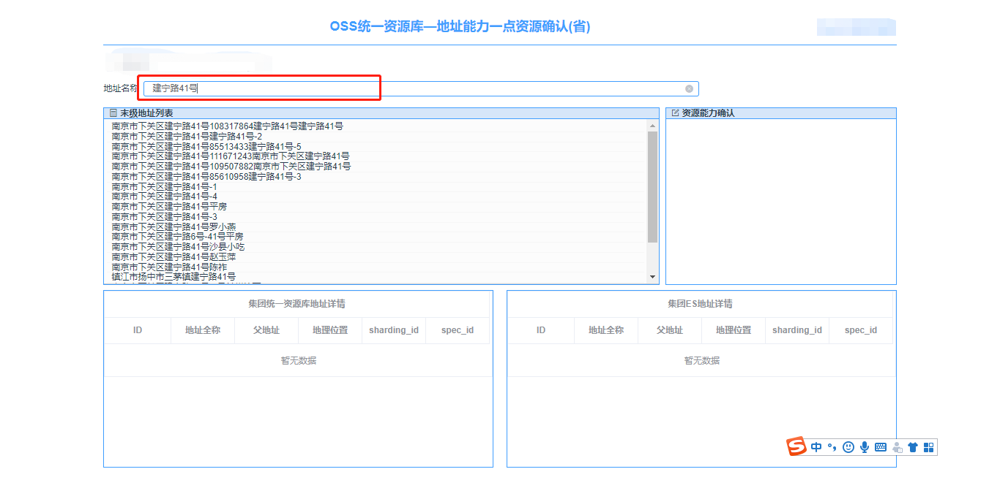 OSS统一资源库—地址能力一点资源确认(省)
地址名称 建宁路41号
末级地址列表
南京市下关区建宁路41号108317864建宁路41号建宁路41号
南京市下关区建宁路41号建宁路41号-2
南京市下关区建宁路41号85513433建宁路41号-5
南京市下关区建宁路41号111671243南京市下关区建宁路41号
南京市下关区建宁路41号109507882南京市下关区建宁路41号
南京市下关区建宁路41号85610958建宁路41号-3
南京市下关区建宁路41号-1
南京市下关区建宁路41号-4
南京市下关区建宁路41号平房
南京市下关区建宁路41号-3
南京市下关区建宁路41号罗小燕
南京市下关区建宁路6号-41号平房
南京市下关区建宁路41号沙县小吃
南京市下关区建宁路41号赵玉萍
南京市下关区建宁路41号陈祚
镇江市扬中市三茅镇建宁路41号
资源能力确认
集团统一资源库地址详情
ID 地址全称 父地址 地理位置 sharding_id spec_id
暂无数据
集团ES地址详情
ID 地址全称 父地址 地理位置 sharding_id spec_id
暂无数据
中